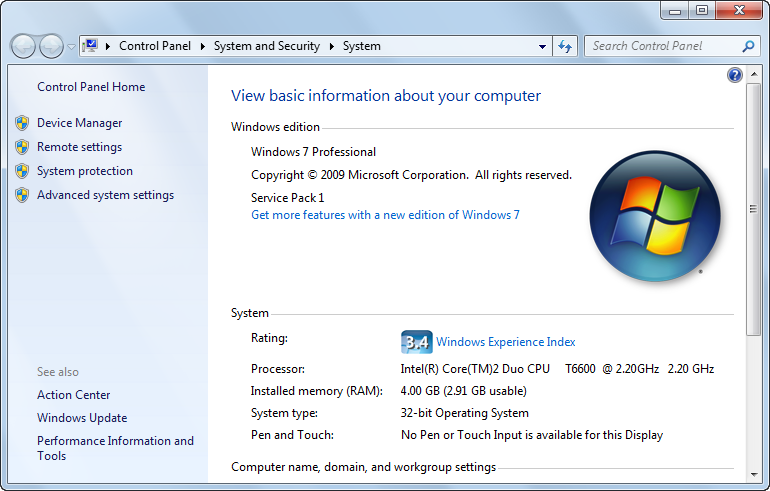 Control Panel System and Security System
Search Control Panel
Control Panel Home
Device Manager
Remote settings
System protection
Advanced system settings
See also
Action Center
Windows Update
Performance Information and
Tools
View basic information about your computer
Windows edition
Windows 7 Professional
Copyright © 2009 Microsoft Corporation.  All rights reserved.
Service Pack 1
Get more features with a new edition of Windows 7
System
Rating: 3.4 Windows Experience Index
Processor: Intel(R) Core(TM)2 Duo CPU     T6600  @ 2.20GHz  2.20 GHz
Installed memory (RAM): 4.00 GB (2.91 GB usable)
System type: 32-bit Operating System
Pen and Touch: No Pen or Touch Input is available for this Display
Computer name, domain, and workgroup settings